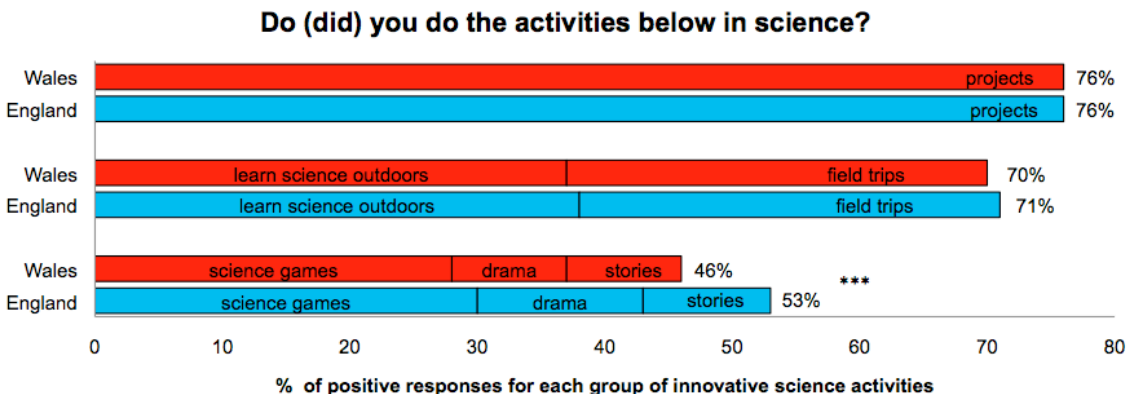 Do (did) you do the activities below in science?
Wales projects 76%
England projects 76%
Wales learn science outdoors field trips 70%
England learn science outdoors field trips 71%
Wales science games drama stories 46%
***
England science games drama stories 53%
0 10 20 30 40 50 60 70 80
% of positive responses for each group of innovative science activities